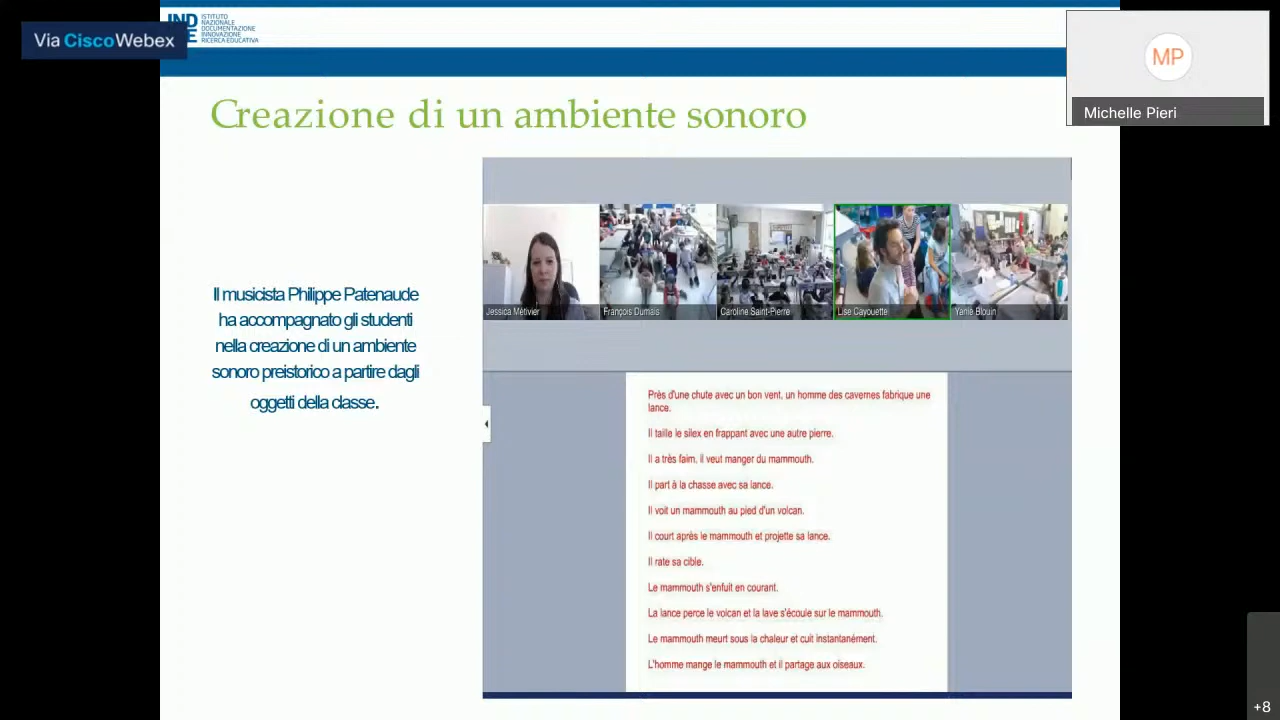 Via CiscoWebex
ISTITUTO
NAZIONALE
DOCUMENTAZIONE
INNOVAZIONE
RICERCA EDUCATIVA
MP
Michelle Pieri
Creazione di un ambiente sonoro
Il musicista Philippe Patenaude
ha accompagnato gli studenti
nella creazione di un ambiente
sonoro preistorico a partire dagli
oggetti della classe.
Jessica Métivier
François Dumais
Caroline Saint-Pierre
Lise Cayouette
Yanie Blouin
Près d'une chute avec un bon vent, un homme des cavernes fabrique une
lance.
Il taille le silex en frappant avec une autre pierre.
Il a très faim, il veut manger du mammouth.
Il part à la chasse avec sa lance.
Il voit un mammouth au pied d'un volcan.
Il court après le mammouth et projette sa lance.
Il rate sa cible.
Le mammouth s'enfuit en courant.
La lance perce le volcan et la lave s'écoule sur le mammouth.
Le mammouth meurt sous la chaleur et cuit instantanément.
L'homme mange le mammouth et il partage aux oiseaux.
+8